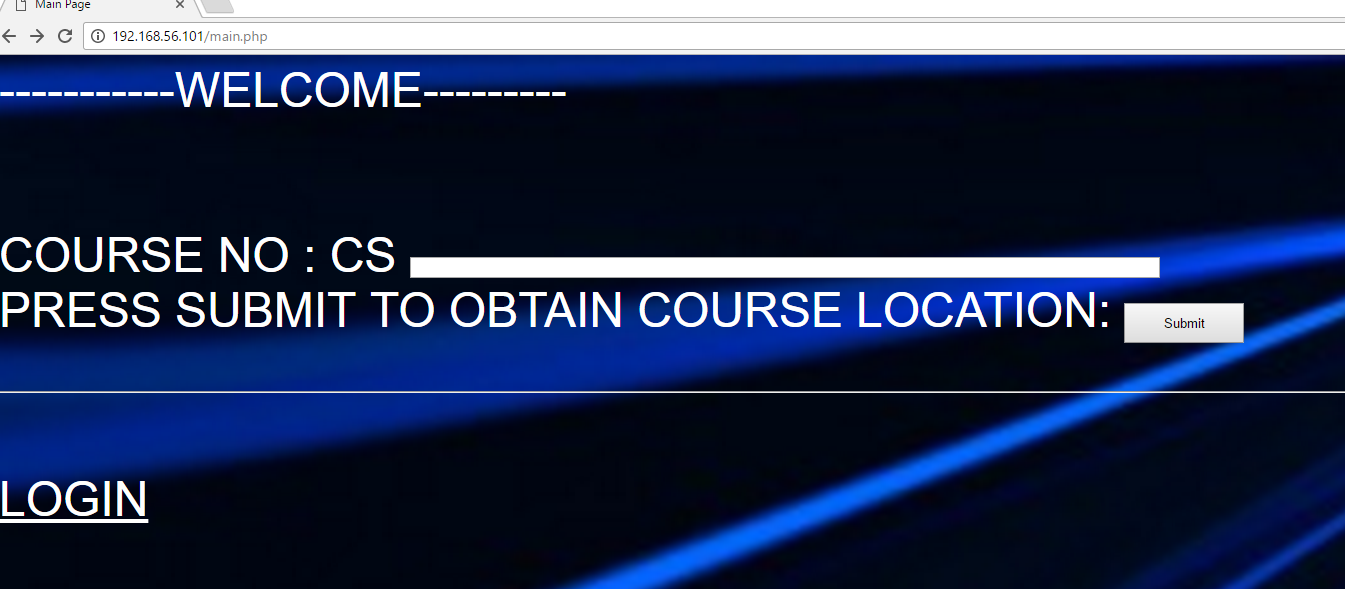 Main Page
192.168.56.101/main.php
-----------WELCOME---------
COURSE NO : CS
PRESS SUBMIT TO OBTAIN COURSE LOCATION: Submit
LOGIN